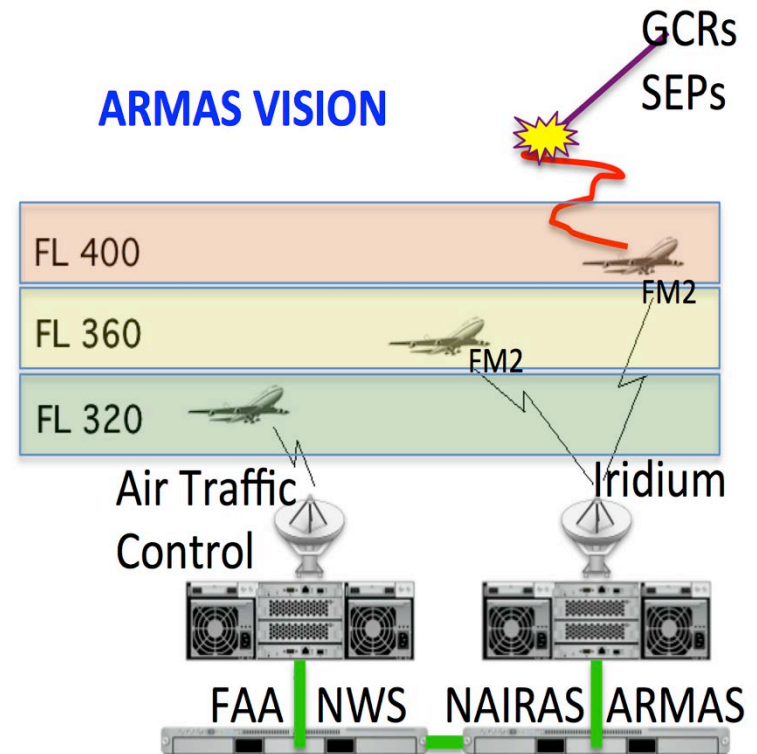 GCRs
SEPs
ARMAS VISION
FL 400
FM2
FL 360
FM2
FL 320
Air Traffic
Control
Iridium
FAA NWS NAIRAS ARMAS